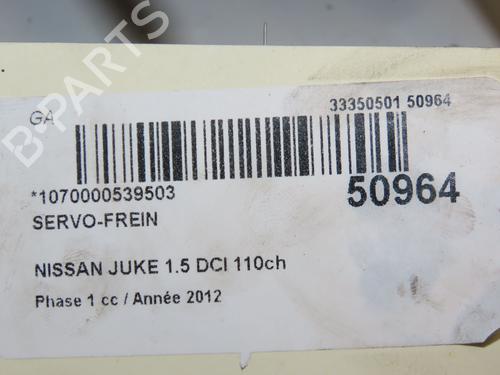 GA
33350501 50964
*1070000539503
50964
SERVO-FREIN
NISSAN JUKE 1.5 DCI 110ch
Phase 1 cc / Année 2012
B-PARTS